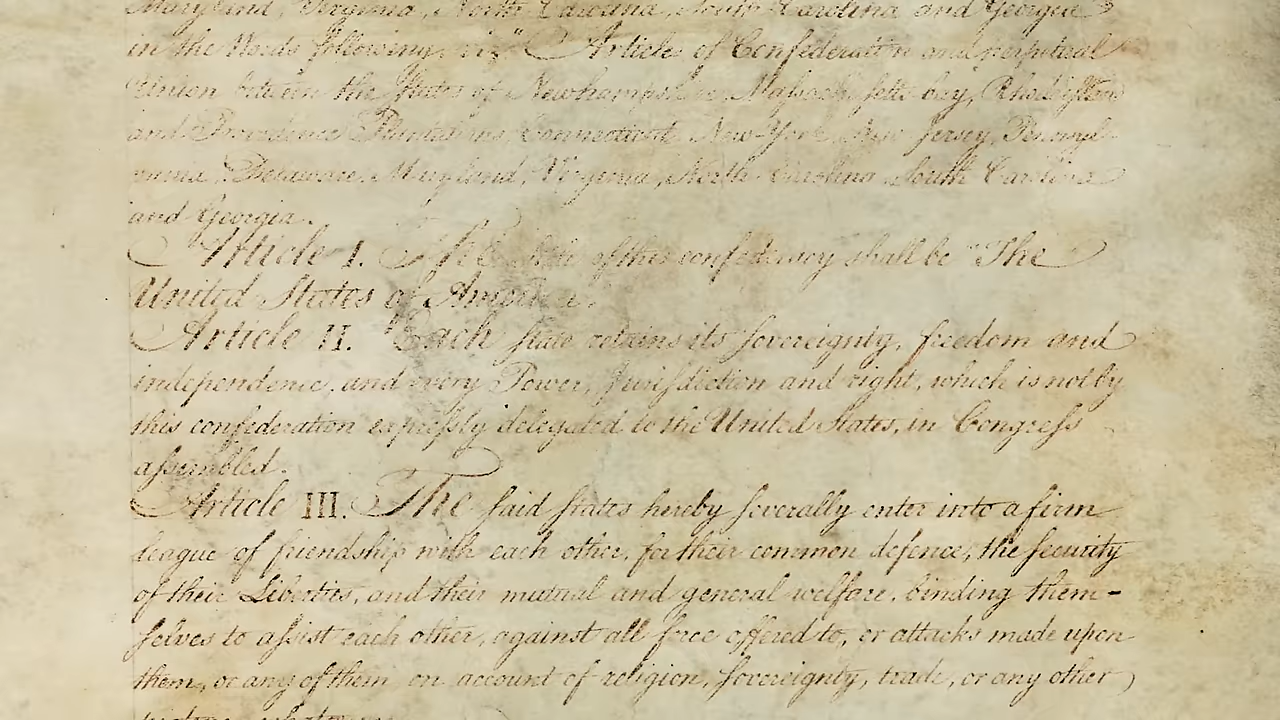 Maryland, Virginia, North Carolina, South Carolina and Georgia
in the Words following, viz. "Article of Confederation and perpetual
Union between the States of Newhampshire, Massachusetts bay, Rhode Island
and Providence Plantations Connecticut, New-York, New Jersey, Pennsyl-
vania, Delaware, Maryland, Virginia, North Carolina South Carolina
and Georgia.
Article I. The Stile of this confederacy shall be "The
United States of America."
Article II. Each state retains its sovereignty, freedom and
independence, and every Power, Jurisdiction and right, which is not by
this confederation expressly delegated to the United States, in Congress
assembled.
Article III. The said states hereby severally enter into a firm
league of friendship with each other, for their common defence, the security
of their Liberties, and their mutual and general welfare, binding them-
selves to assist each other, against all force offered to, or attacks made upon
them, or any of them on account of religion, sovereignty, trade, or any other